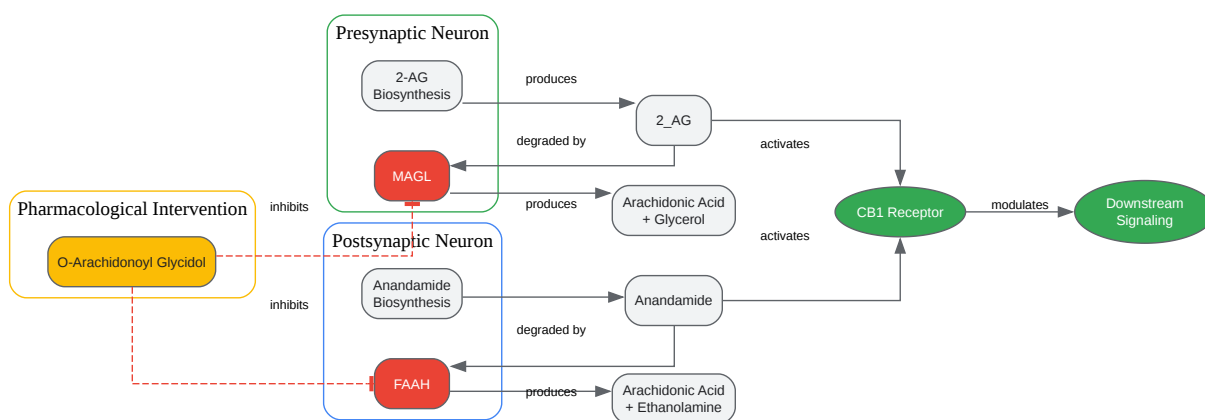 Presynaptic Neuron
2-AG
Biosynthesis
produces
2_AG
degraded by
activates
MAGL
produces
Arachidonic Acid
+ Glycerol
Pharmacological Intervention
inhibits
O-Arachidonoyl Glycidol
inhibits
CB1 Receptor
modulates
Downstream
Signaling
Postsynaptic Neuron
activates
Anandamide
Biosynthesis
Anandamide
degraded by
FAAH
produces
Arachidonic Acid
+ Ethanolamine